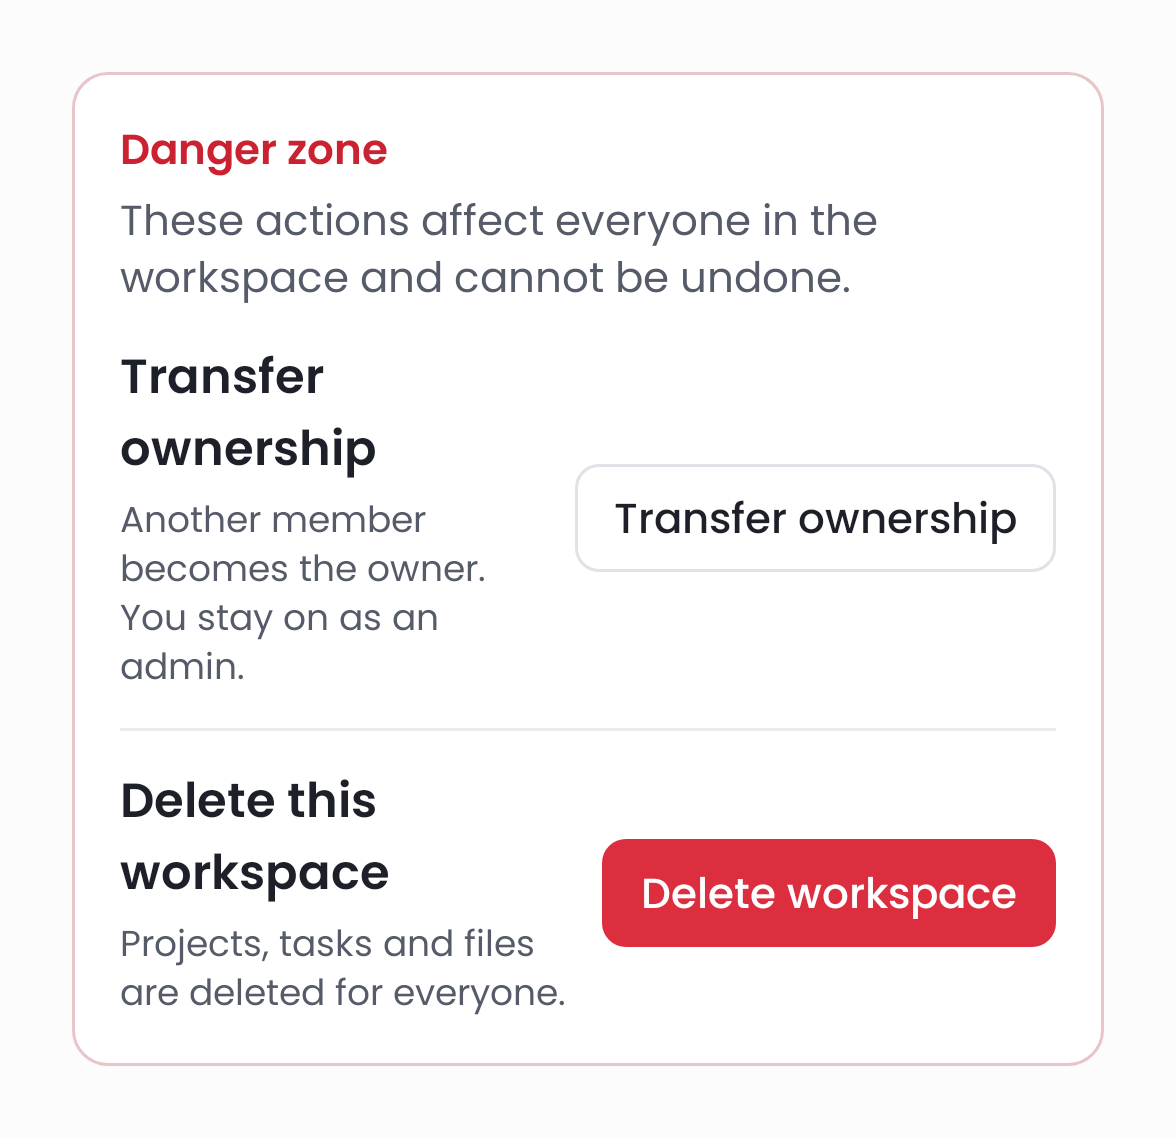 Danger zone
These actions affect everyone in the
workspace and cannot be undone.
Transfer
ownership
Another member
becomes the owner.
You stay on as an
admin.
Transfer ownership
Delete this
workspace
Projects, tasks and files
are deleted for everyone.
Delete workspace